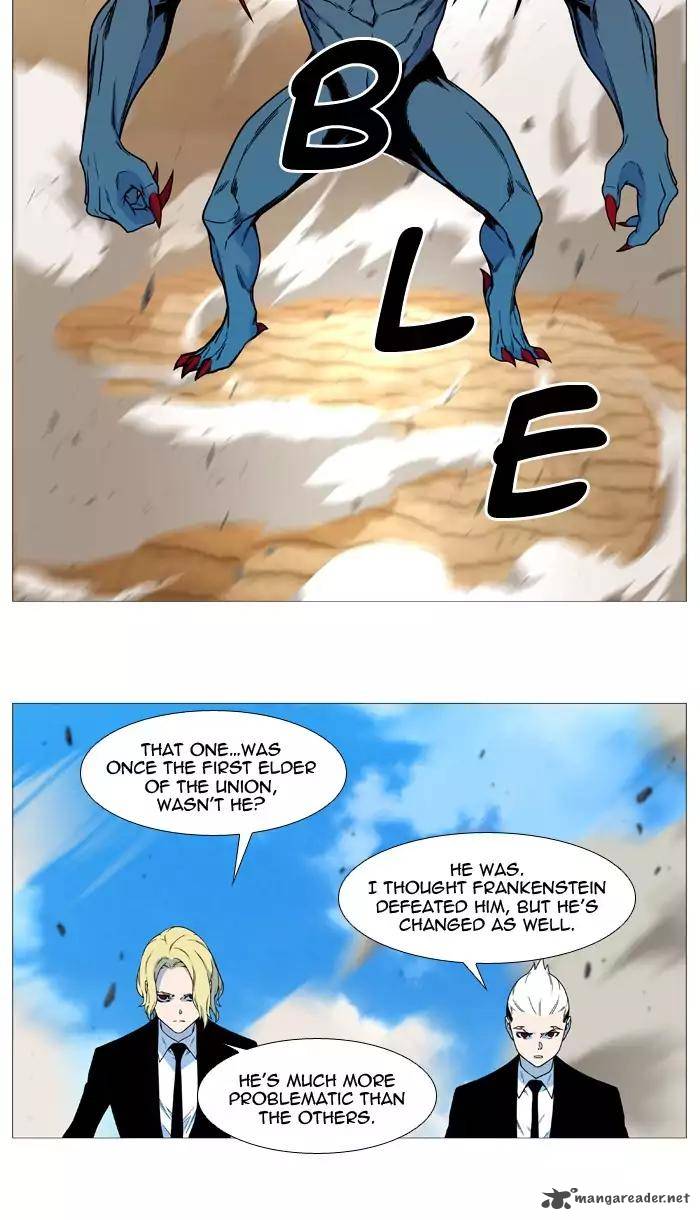 B
L
E
THAT ONE...WAS
ONCE THE FIRST ELDER
OF THE UNION,
WASN'T HE?
HE WAS.
I THOUGHT FRANKENSTEIN
DEFEATED HIM, BUT HE'S
CHANGED AS WELL.
HE'S MUCH MORE
PROBLEMATIC THAN
THE OTHERS.
mangareader.net